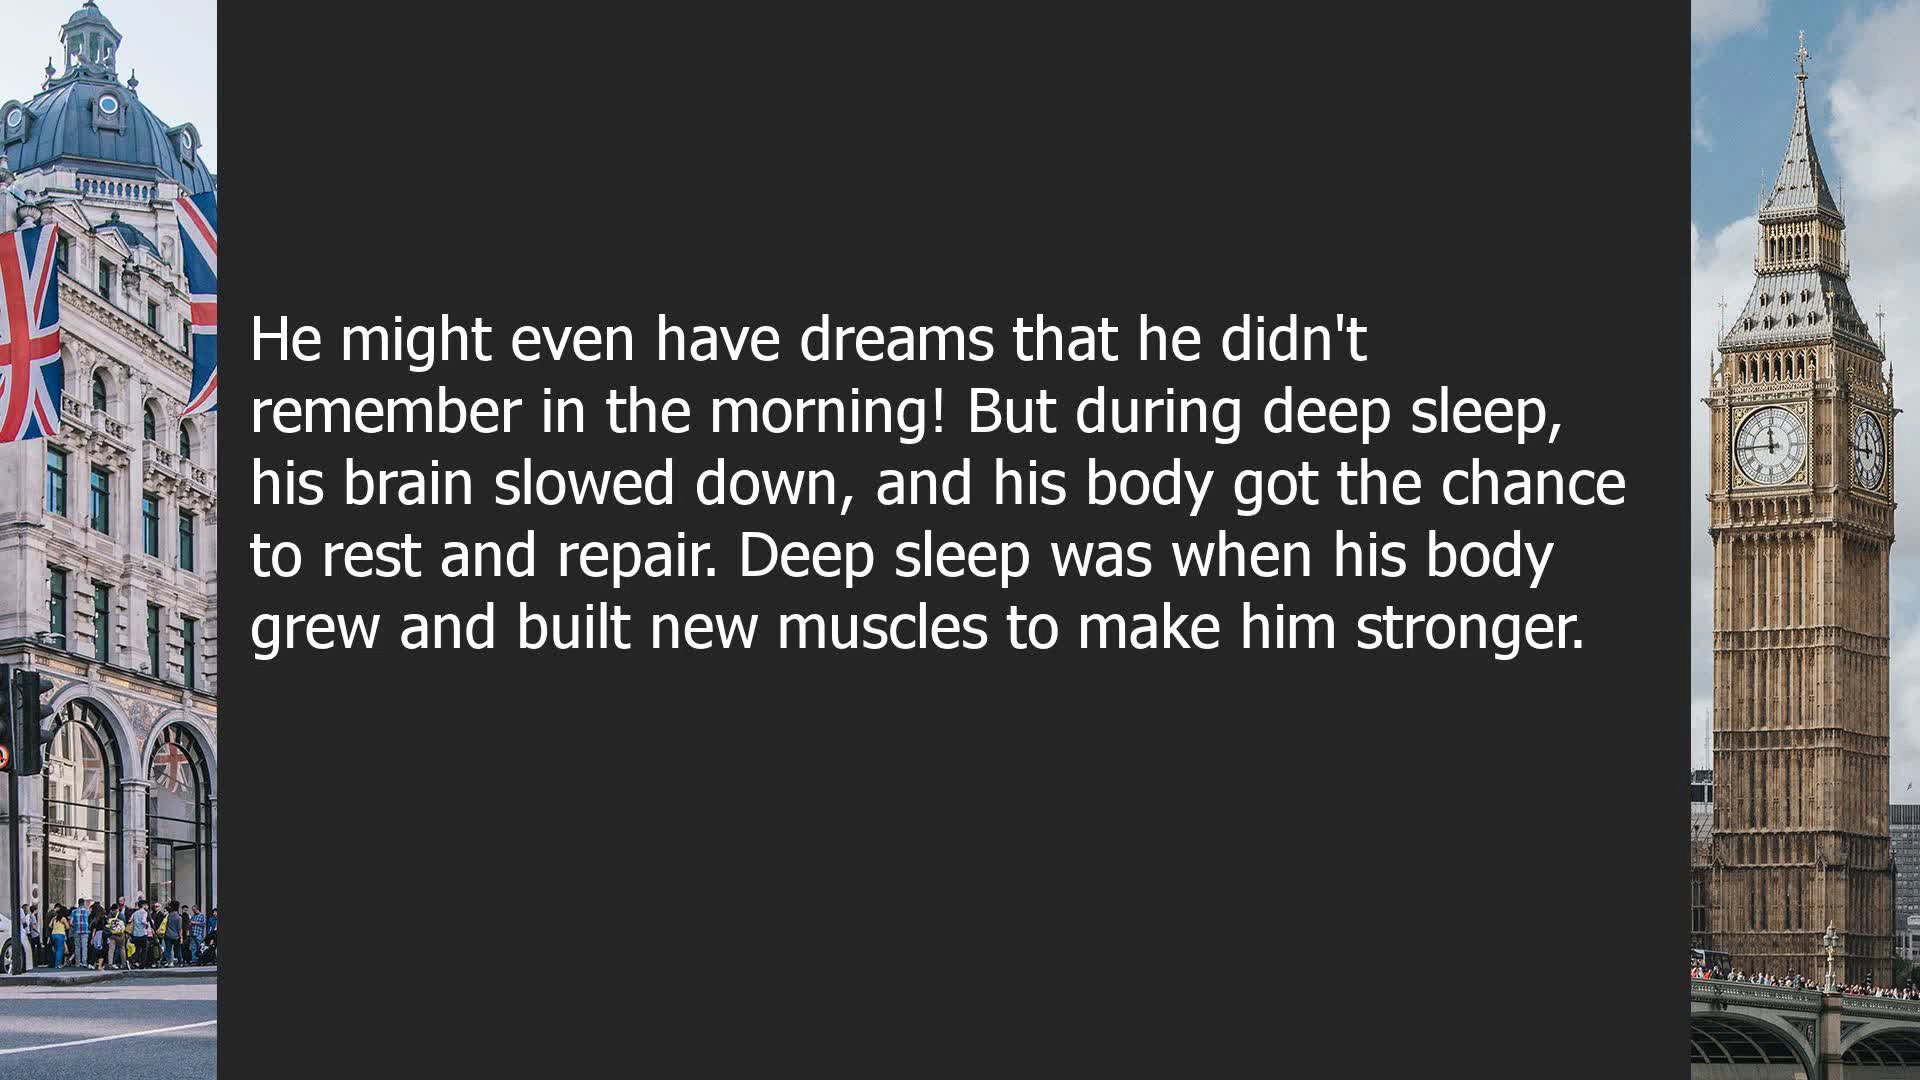 He might even have dreams that he didn't
remember in the morning! But during deep sleep,
his brain slowed down, and his body got the chance
to rest and repair. Deep sleep was when his body
grew and built new muscles to make him stronger.